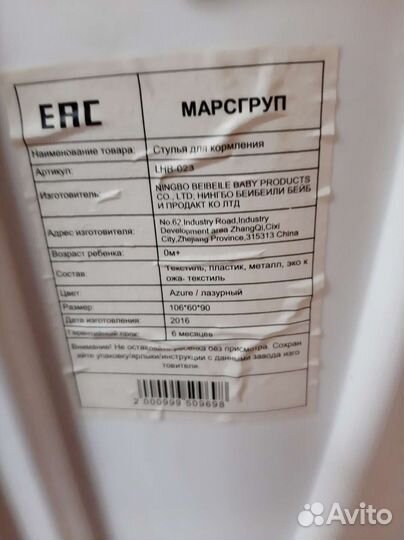 EAC МАРСГРУП
Наименование товара: Стулья для кормления
Артикул: LHB-023
Изготовитель: NINGBO BEIBEILE BABY PRODUCTS
CO., LTD; НИНГБО БЕЙБЕИЛИ БЕЙБ
И ПРОДАКТ КО ЛТД
Адрес изготовителя: No.62,Industry Road,Industry
Development area ZhangQi,Cixi
City,Zhejiang Province,315313 China
Возраст ребенка: 0м+
Состав: Текстиль, пластик, металл, эко к
ожа- текстиль
Цвет: Azure / лазурный
Размер: 106*60*90
Дата изготовления: 2016
Гарантийный срок: 6 месяцев
Внимание! Не оставляйте ребенка без присмотра. Сохран
яйте упаковку/ярлыки/инструкции с данными завода изго
товителя.
2 000999 509698
Avito